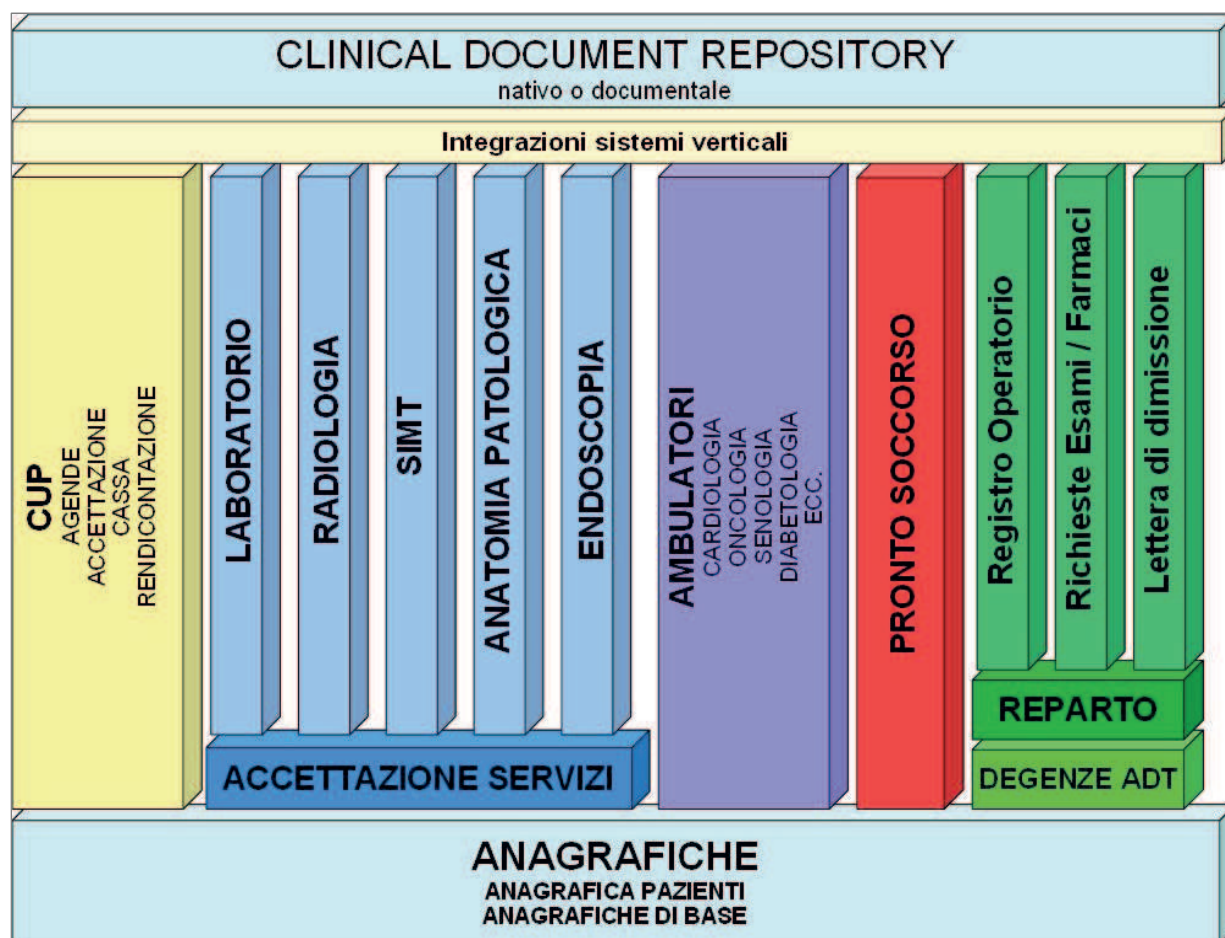 CLINICAL DOCUMENT REPOSITORY
nativo o documentale
Integrazioni sistemi verticali
CUP
AGENDE
ACCETTAZIONE
CASSA
RENDICONTAZIONE
LABORATORIO
RADIOLOGIA
SIMT
ANATOMIA PATOLOGICA
ENDOSCOPIA
ACCETTAZIONE SERVIZI
AMBULATORI
CARDIOLOGIA
ONCOLOGIA
SENOLOGIA
DIABETOLOGIA
ECC.
PRONTO SOCCORSO
Registro Operatorio
Richieste Esami / Farmaci
Lettera di dimissione
REPARTO
DEGENZE ADT
ANAGRAFICHE
ANAGRAFICA PAZIENTI
ANAGRAFICHE DI BASE